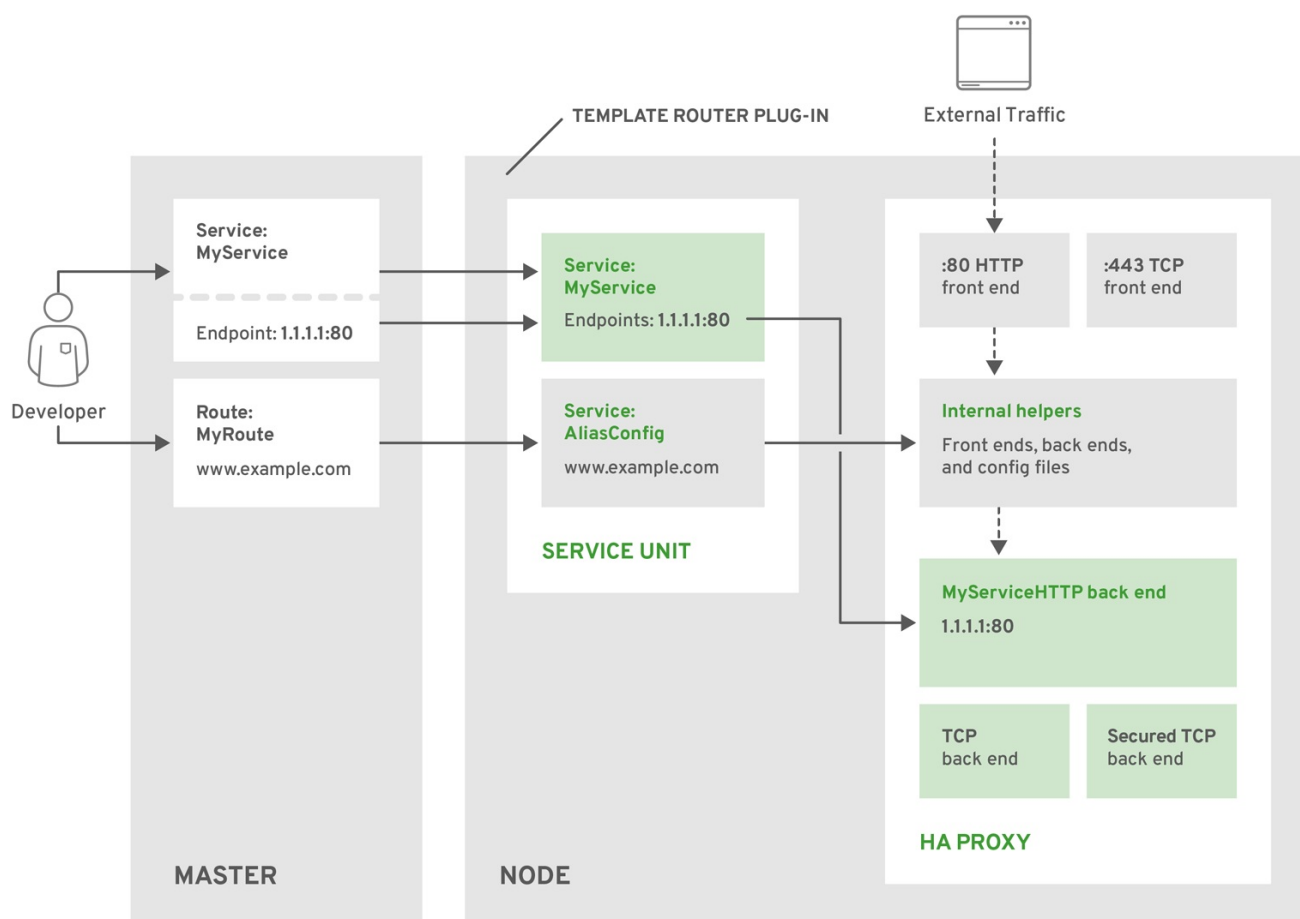 TEMPLATE ROUTER PLUG-IN
External Traffic
Developer
Service:
MyService
Endpoint: 1.1.1.1:80
Route:
MyRoute
www.example.com
MASTER
Service:
MyService
Endpoints: 1.1.1.1:80
Service:
AliasConfig
www.example.com
SERVICE UNIT
NODE
:80 HTTP
front end
:443 TCP
front end
Internal helpers
Front ends, back ends,
and config files
MyServiceHTTP back end
1.1.1.1:80
TCP
back end
Secured TCP
back end
HA PROXY